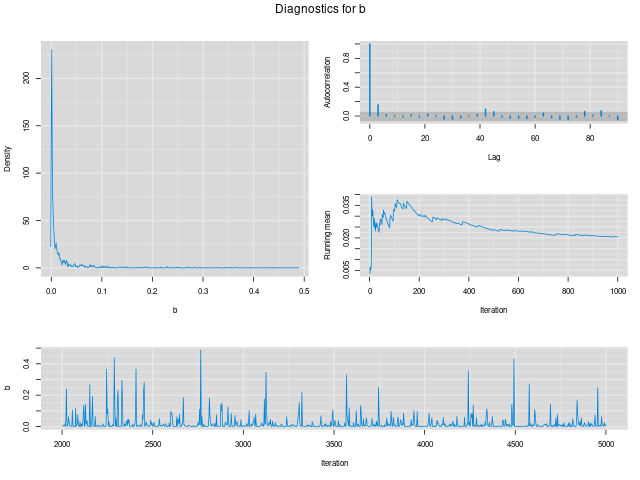 Diagnostics for b
Density
200
150
100
50
0
0.0 0.1 0.2 0.3 0.4 0.5
b
Autocorrelation
0.8
0.4
0.0
0 20 40 60 80
Lag
Running mean
0.035
0.020
0.005
0 200 400 600 800 1000
Iteration
b
0.4
0.2
0.0
2000 2500 3000 3500 4000 4500 5000
Iteration